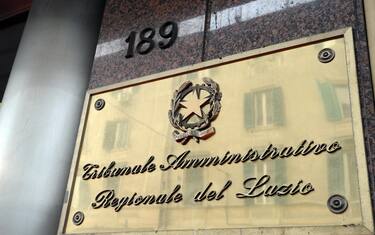 189
Tribunale Amministrativo
Regionale del Lazio